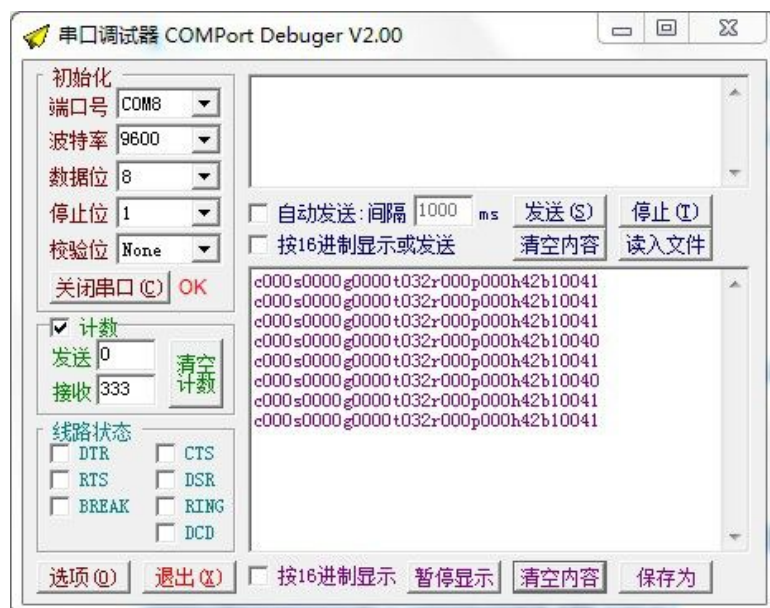 串口调试器 COMPort Debuger V2.00
初始化
端口号 COM8
波特率 9600
数据位 8
停止位 1
校验位 None
关闭串口(C) OK
计数
发送 0
接收 333
清空
计数
线路状态
DTR CTS
RTS DSR
BREAK RING
DCD
选项(O) 退出(X)
自动发送:间隔 1000 ms 发送(S) 停止(T)
按16进制显示或发送 清空内容 读入文件
c000s0000g0000t032r000p000h42b10041
c000s0000g0000t032r000p000h42b10041
c000s0000g0000t032r000p000h42b10041
c000s0000g0000t032r000p000h42b10040
c000s0000g0000t032r000p000h42b10041
c000s0000g0000t032r000p000h42b10040
c000s0000g0000t032r000p000h42b10041
c000s0000g0000t032r000p000h42b10041
按16进制显示 暂停显示 清空内容 保存为